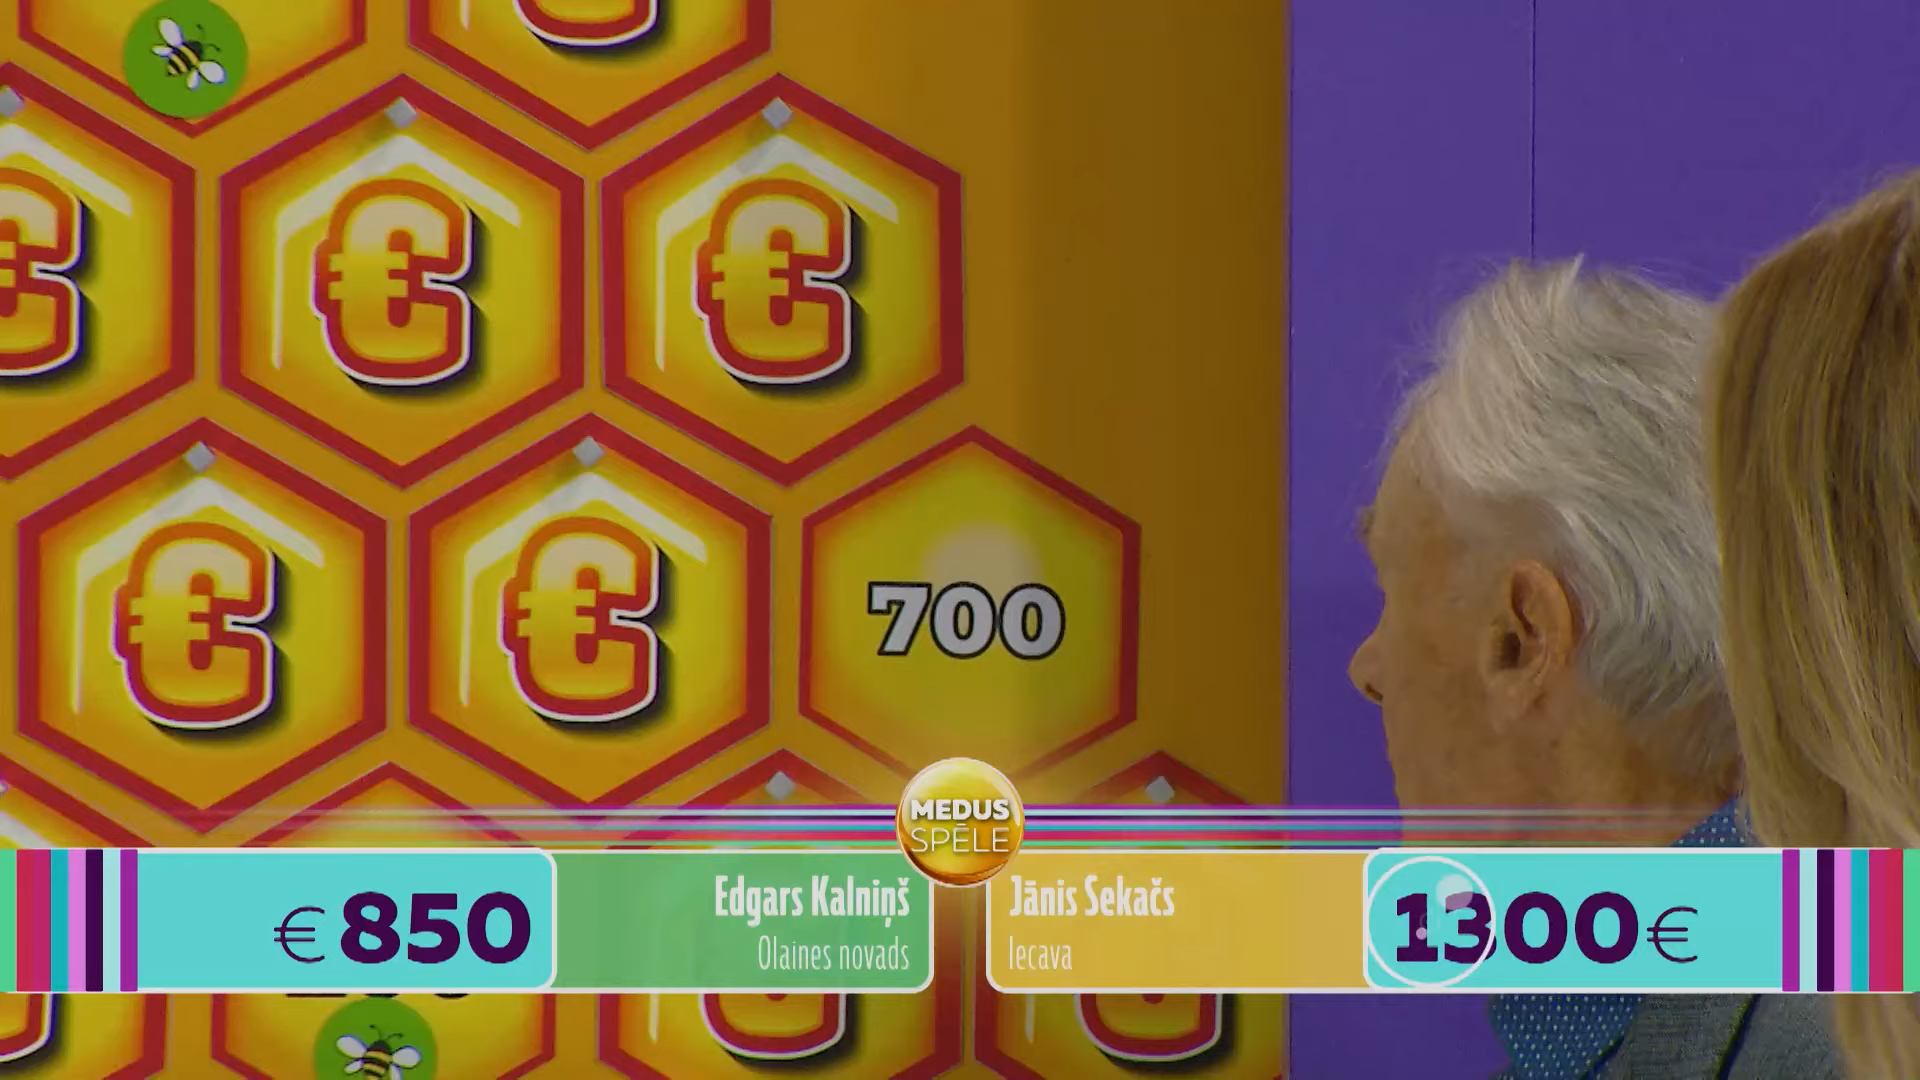 €
€
€
€
€
700
MEDUS
SPĒLE
€850
Edgars Kalniņš
Olaines novads
Jānis Sekačs
Iecava
1300€